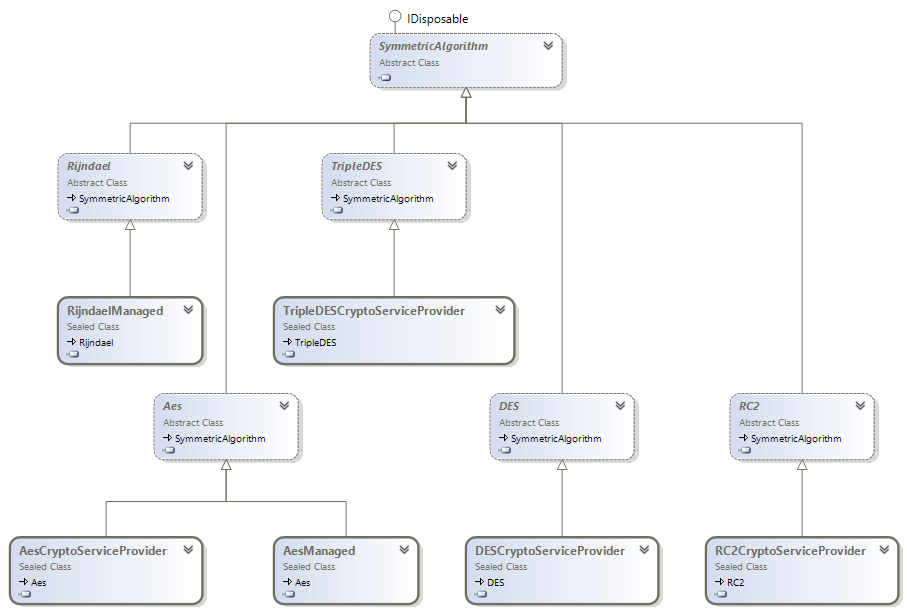 IDisposable
SymmetricAlgorithm
Abstract Class
Rijndael
Abstract Class
SymmetricAlgorithm
TripleDES
Abstract Class
SymmetricAlgorithm
RijndaelManaged
Sealed Class
Rijndael
TripleDESCryptoServiceProvider
Sealed Class
TripleDES
Aes
Abstract Class
SymmetricAlgorithm
DES
Abstract Class
SymmetricAlgorithm
RC2
Abstract Class
SymmetricAlgorithm
AesCryptoServiceProvider
Sealed Class
Aes
AesManaged
Sealed Class
Aes
DESCryptoServiceProvider
Sealed Class
DES
RC2CryptoServiceProvider
Sealed Class
RC2